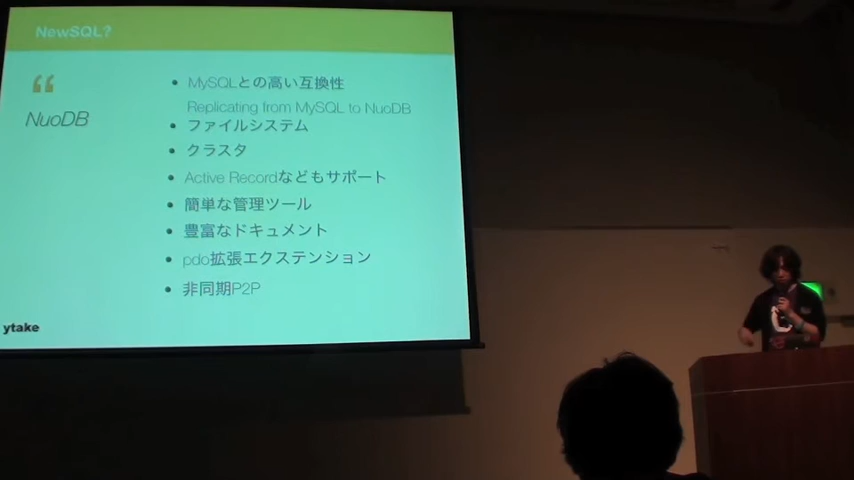 NewSQL?
“
NuoDB
• MySQLとの高い互換性
Replicating from MySQL to NuoDB
• ファイルシステム
• クラスタ
• Active Recordなどもサポート
• 簡単な管理ツール
• 豊富なドキュメント
• pdo拡張エクステンション
• 非同期P2P
ytake